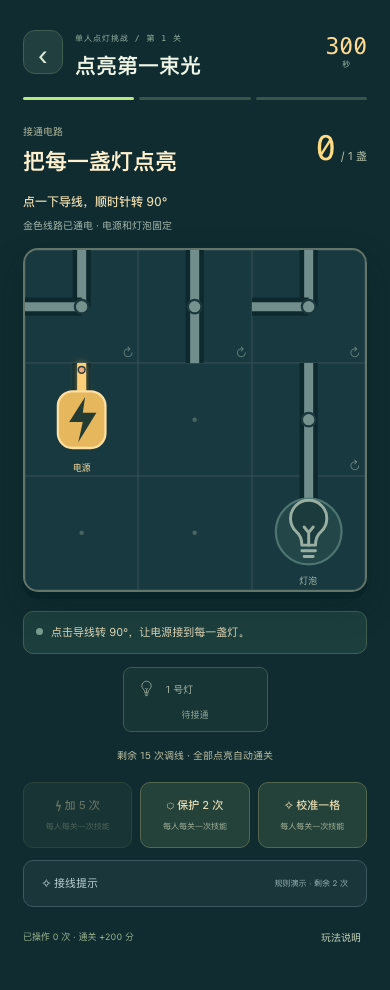 单人点灯挑战 / 第 1 关
点亮第一束光
300
秒
接通电路
把每一盏灯点亮
0 / 1 盏
点一下导线，顺时针转 90°
金色线路已通电 · 电源和灯泡固定
电源
灯泡
点击导线转 90°，让电源接到每一盏灯。
1 号灯
待接通
剩余 15 次调线 · 全部点亮自动通关
加 5 次
每人每关一次技能
保护 2 次
每人每关一次技能
校准一格
每人每关一次技能
接线提示
规则演示 · 剩余 2 次
已操作 0 次 · 通关 +200 分
玩法说明